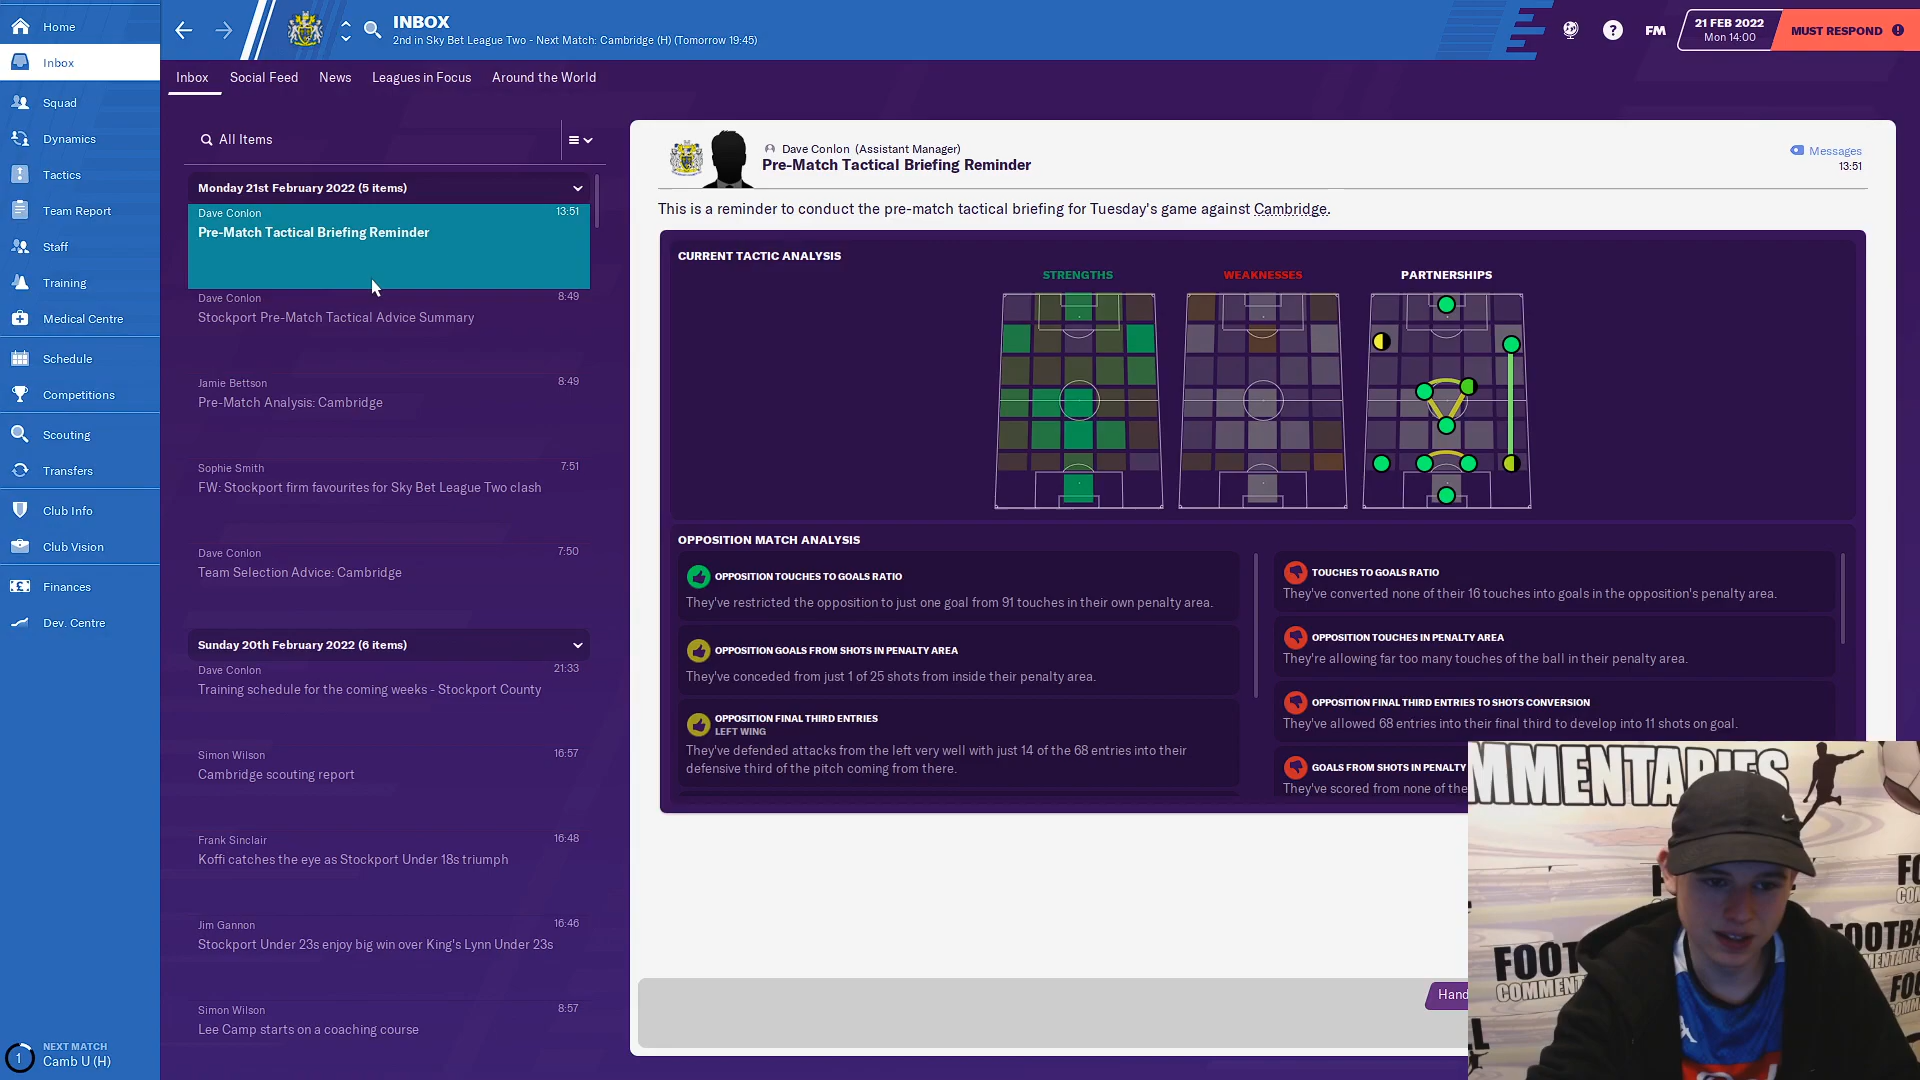 Home
Inbox
Squad
Dynamics
Tactics
Team Report
Staff
Training
Medical Centre
Schedule
Competitions
Scouting
Transfers
Club Info
Club Vision
Finances
Dev. Centre
1
NEXT MATCH
Camb U (H)
INBOX
2nd in Sky Bet League Two - Next Match: Cambridge (H) (Tomorrow 19:45)
?
FM
21 FEB 2022
Mon 14:00
MUST RESPOND
Inbox
Social Feed
News
Leagues in Focus
Around the World
All Items
Monday 21st February 2022 (5 items)
Dave Conlon
13:51
Pre-Match Tactical Briefing Reminder
Dave Conlon
8:49
Stockport Pre-Match Tactical Advice Summary
Jamie Bettson
8:49
Pre-Match Analysis: Cambridge
Sophie Smith
7:51
FW: Stockport firm favourites for Sky Bet League Two clash
Dave Conlon
7:50
Team Selection Advice: Cambridge
Sunday 20th February 2022 (6 items)
Dave Conlon
21:33
Training schedule for the coming weeks - Stockport County
Simon Wilson
16:57
Cambridge scouting report
Frank Sinclair
16:48
Koffi catches the eye as Stockport Under 18s triumph
Jim Gannon
16:46
Stockport Under 23s enjoy big win over King's Lynn Under 23s
Simon Wilson
8:57
Lee Camp starts on a coaching course
Dave Conlon (Assistant Manager)
Pre-Match Tactical Briefing Reminder
Messages
13:51
This is a reminder to conduct the pre-match tactical briefing for Tuesday's game against Cambridge.
CURRENT TACTIC ANALYSIS
STRENGTHS
WEAKNESSES
PARTNERSHIPS
OPPOSITION MATCH ANALYSIS
OPPOSITION TOUCHES TO GOALS RATIO
They've restricted the opposition to just one goal from 91 touches in their own penalty area.
OPPOSITION GOALS FROM SHOTS IN PENALTY AREA
They've conceded from just 1 of 25 shots from inside their penalty area.
OPPOSITION FINAL THIRD ENTRIES
LEFT WING
They've defended attacks from the left very well with just 14 of the 68 entries into their
defensive third of the pitch coming from there.
TOUCHES TO GOALS RATIO
They've converted none of their 16 touches into goals in the opposition's penalty area.
OPPOSITION TOUCHES IN PENALTY AREA
They're allowing far too many touches of the ball in their penalty area.
OPPOSITION FINAL THIRD ENTRIES TO SHOTS CONVERSION
They've allowed 68 entries into their final third to develop into 11 shots on goal.
GOALS FROM SHOTS IN PENALTY
They've scored from none of the
Hand
MMENTARIES
FOOT
COMMEN
FOOTBA